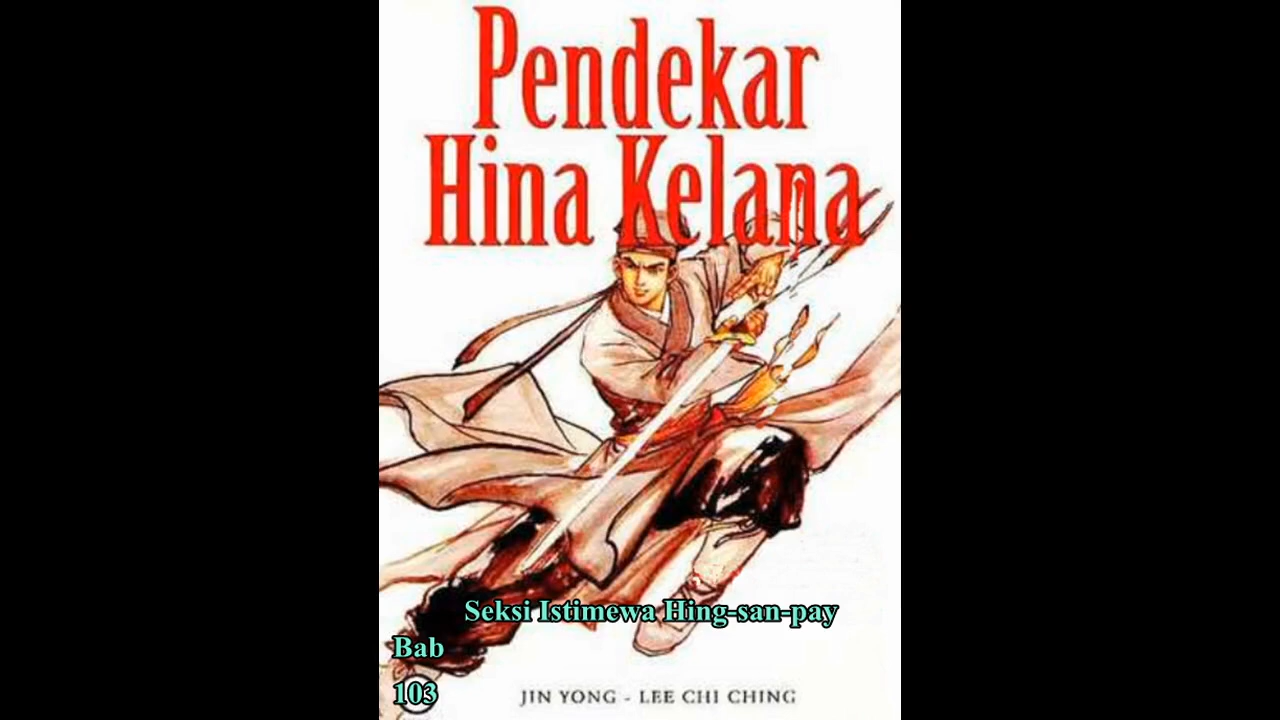 Pendekar
Hina Kelana
Seksi Istimewa Hing-san-pay
Bab
103
JIN YONG - LEE CHI CHING